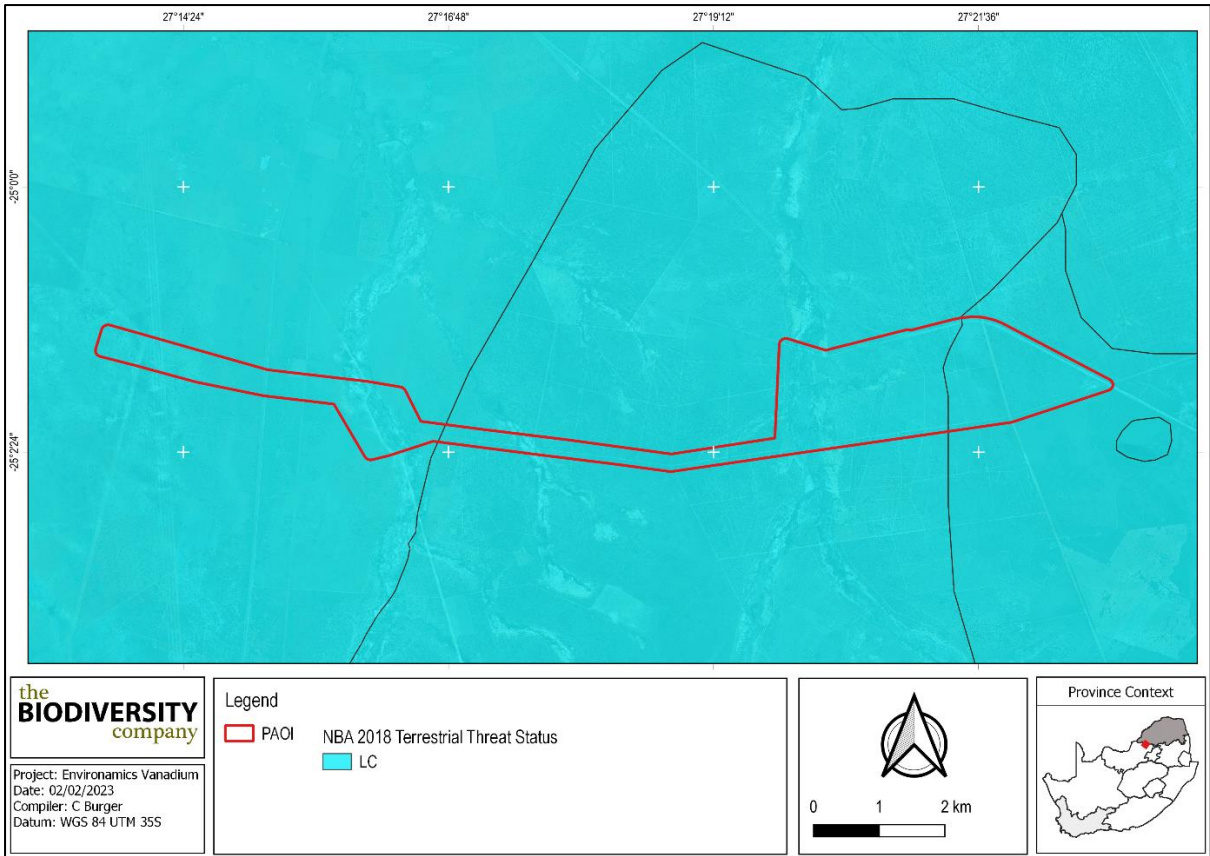 27°14'24"
27°16'48"
27°19'12"
27°21'36"
-25°0'0"
-25°2'24"
the
BIODIVERSITY
company
Project: Environamics Vanadium
Date: 02/02/2023
Compiler: C Burger
Datum: WGS 84 UTM 35S
Legend
PAOI
NBA 2018 Terrestrial Threat Status
LC
0 1 2 km
Province Context